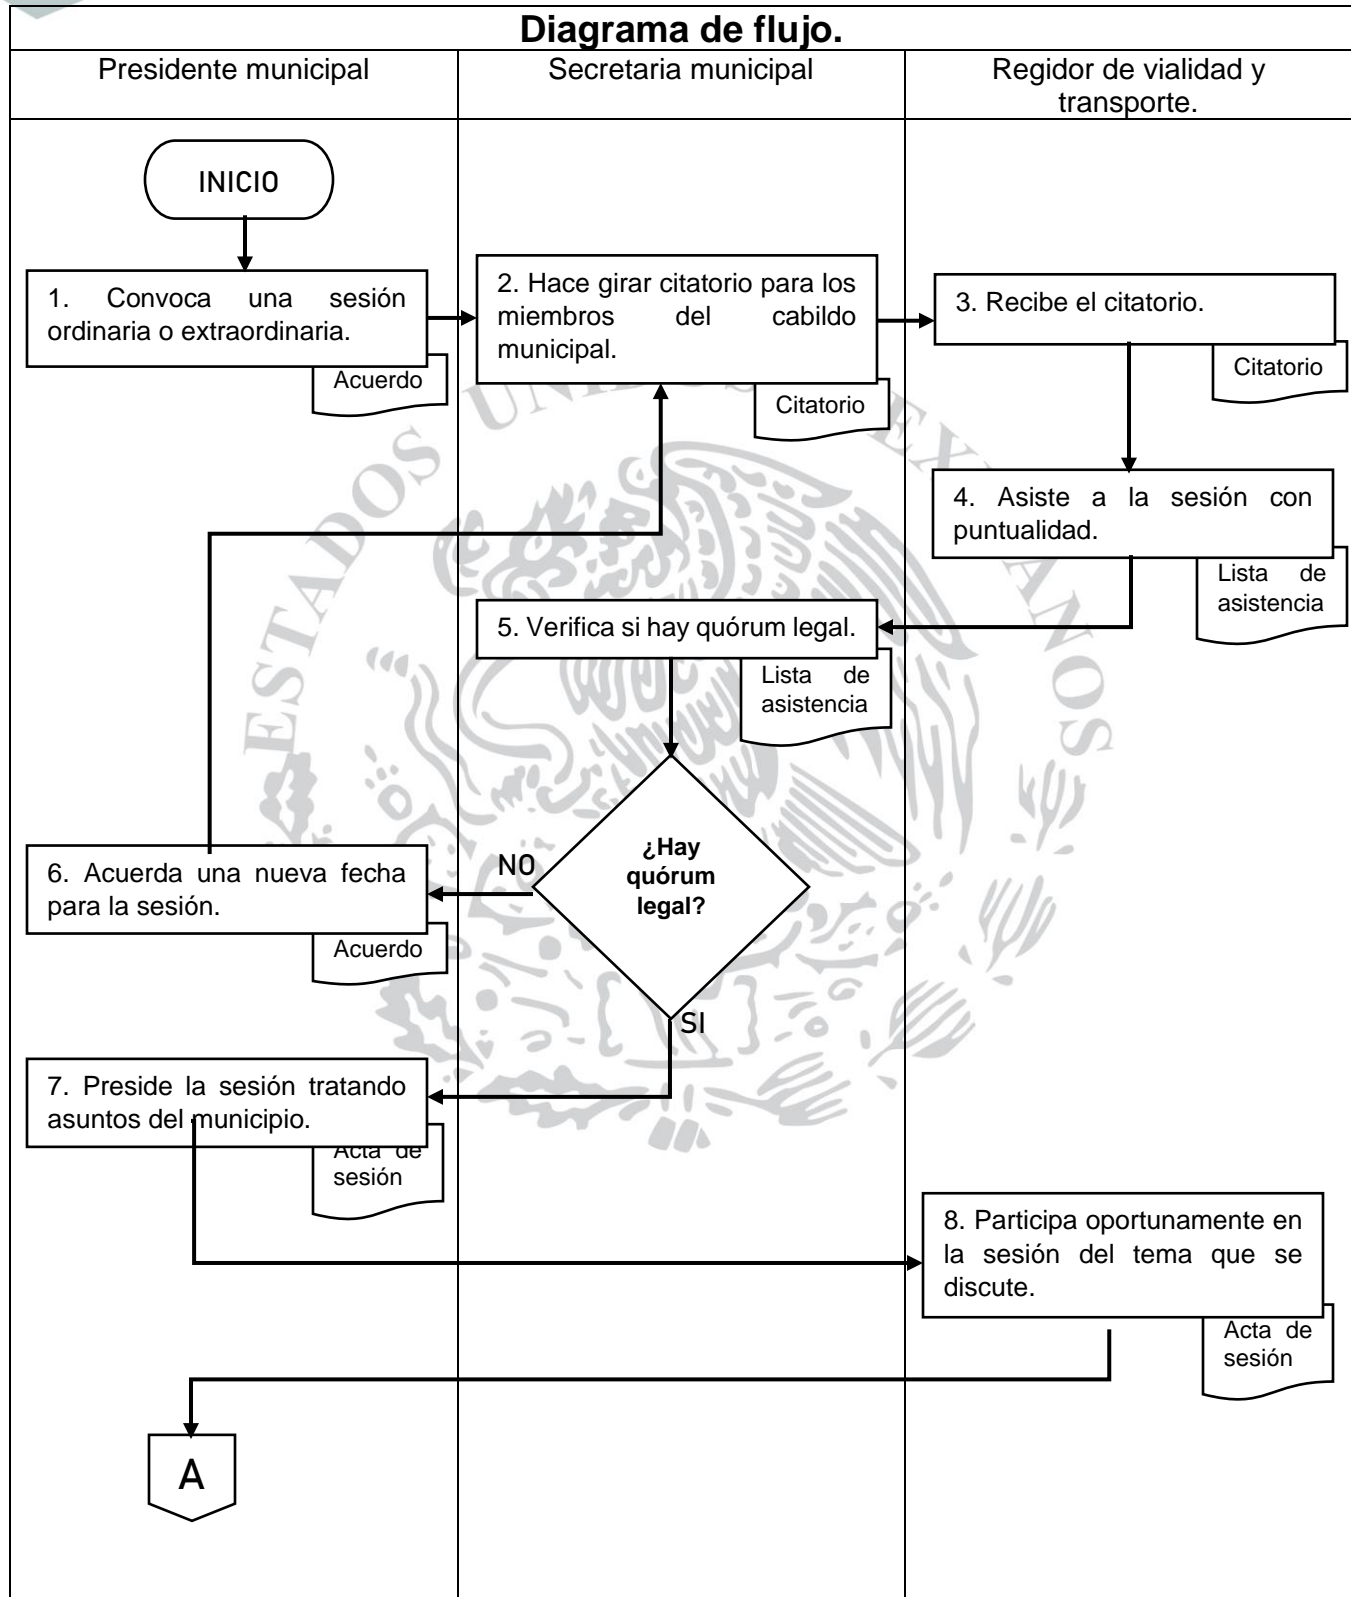 Diagrama de flujo.
Presidente municipal
Secretaria municipal
Regidor de vialidad y
transporte.
INICIO
1. Convoca una sesión
ordinaria o extraordinaria.
Acuerdo
2. Hace girar citatorio para los
miembros del cabildo
municipal.
Citatorio
3. Recibe el citatorio.
Citatorio
4. Asiste a la sesión con
puntualidad.
Lista de
asistencia
5. Verifica si hay quórum legal.
Lista de
asistencia
¿Hay
quórum
legal?
NO
6. Acuerda una nueva fecha
para la sesión.
Acuerdo
SI
7. Preside la sesión tratando
asuntos del municipio.
Acta de
sesión
8. Participa oportunamente en
la sesión del tema que se
discute.
Acta de
sesión
A
ESTADOS UNIDOS MEXICANOS